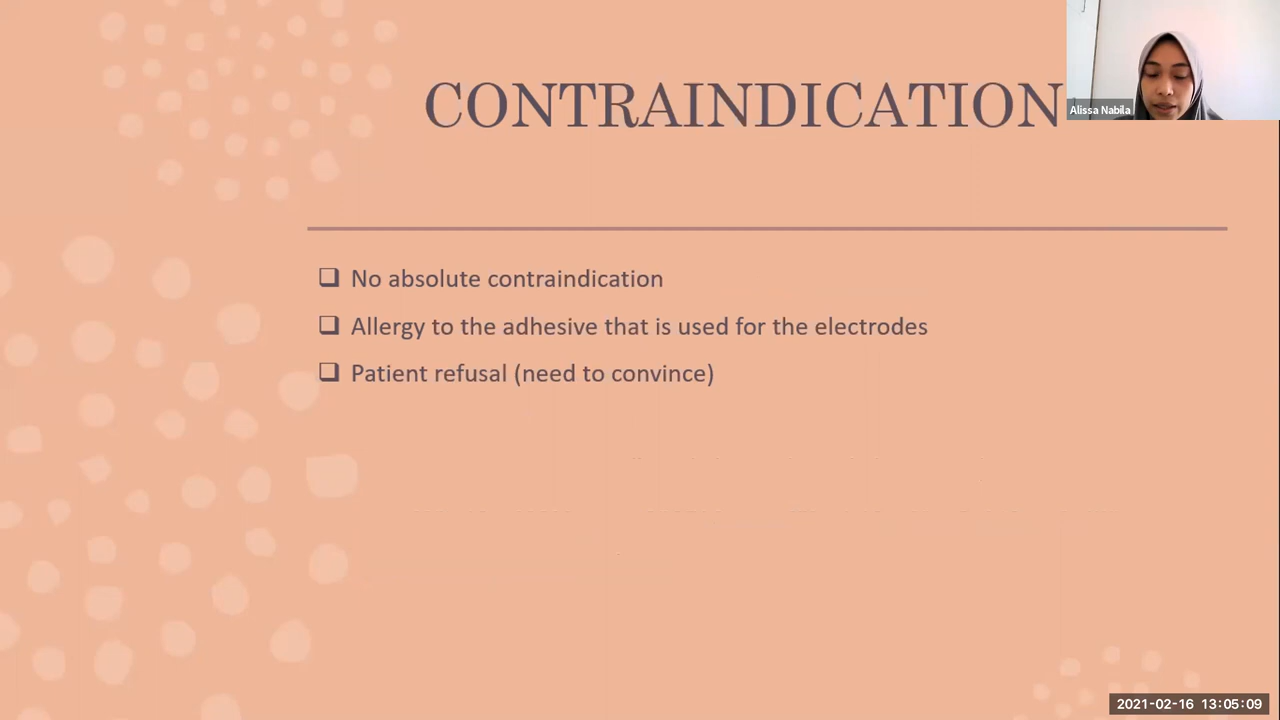 CONTRAINDICATION
Alissa Nabila
No absolute contraindication
Allergy to the adhesive that is used for the electrodes
Patient refusal (need to convince)
2021-02-16 13:05:09